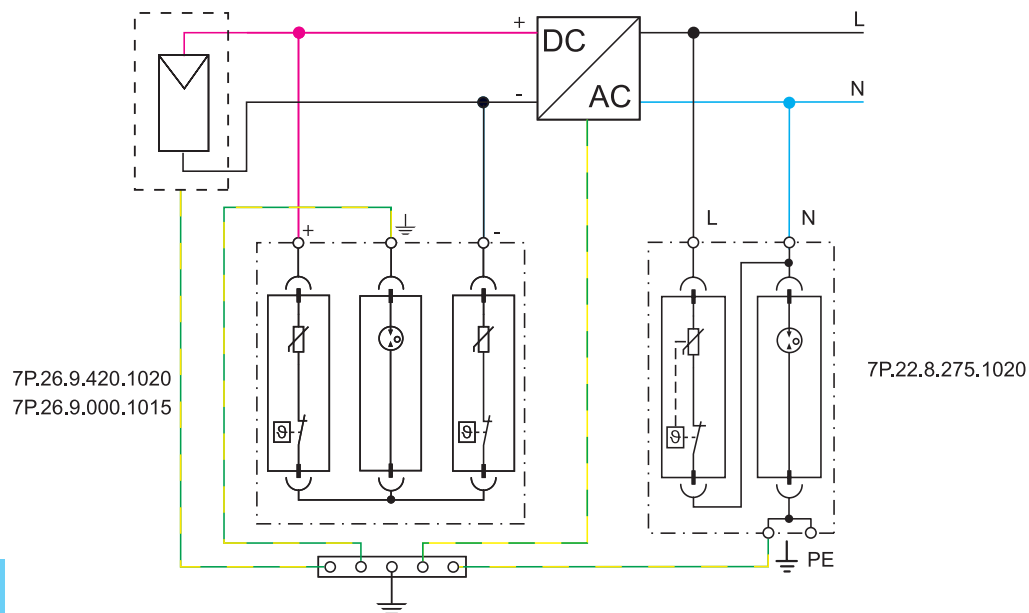 +
DC
L
-
AC
N
+
-
L
N
7P.26.9.420.1020
7P.26.9.000.1015
ϑ
ϑ
ϑ
7P.22.8.275.1020
PE